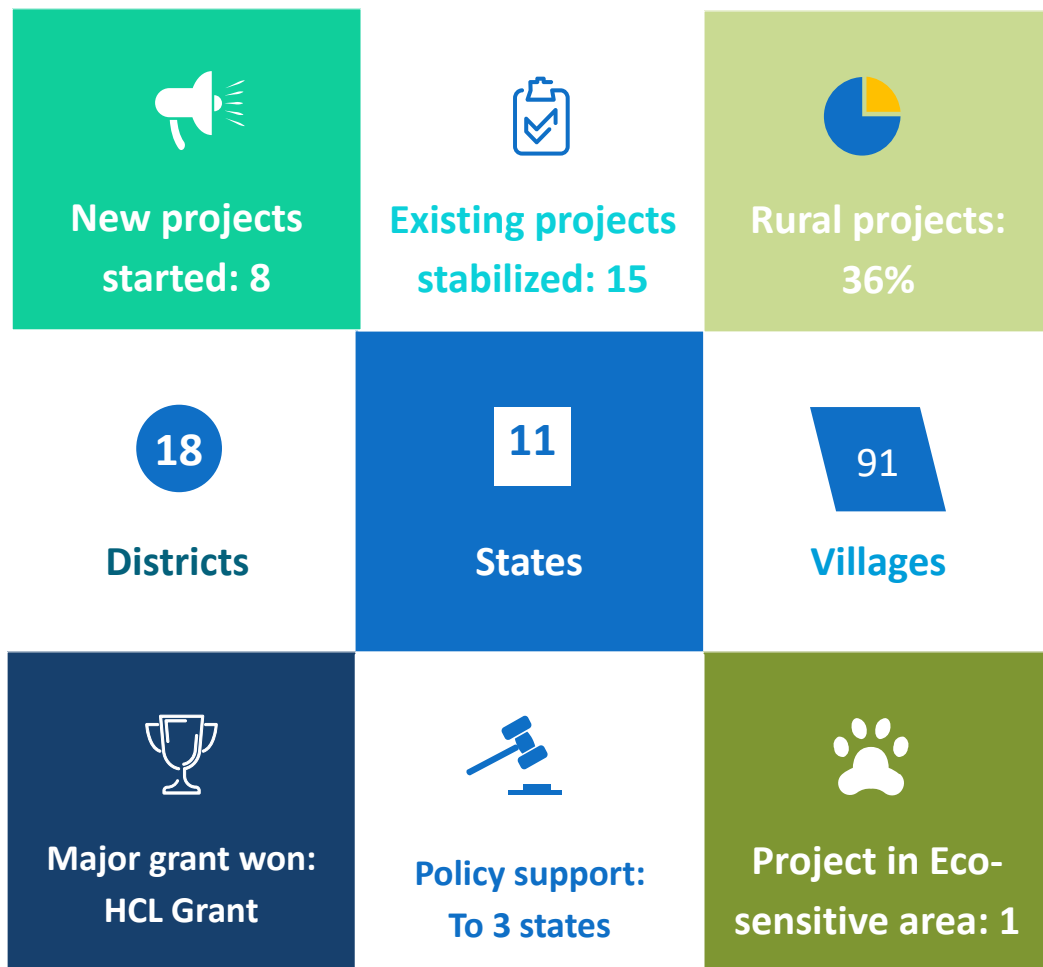 New projects
started: 8
Existing projects
stabilized: 15
Rural projects:
36%
18
Districts
11
States
91
Villages
Major grant won:
HCL Grant
Policy support:
To 3 states
Project in Eco-
sensitive area: 1